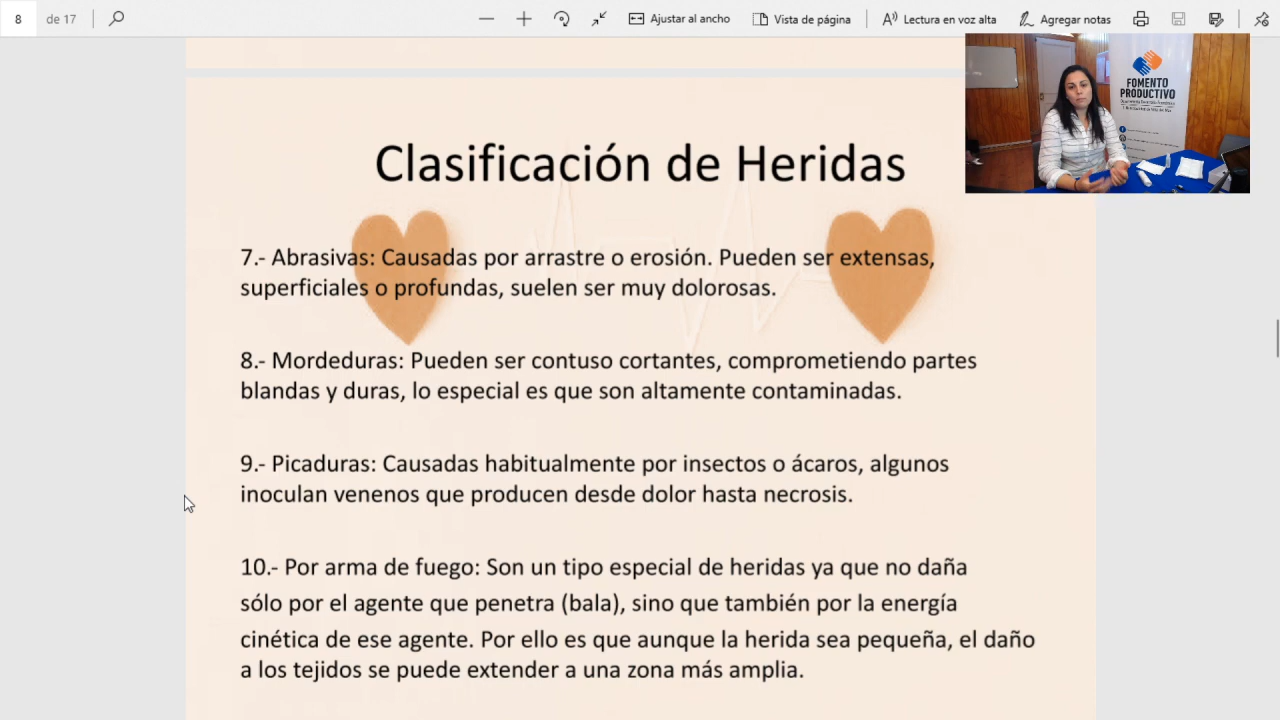 8 de 17 Ajustar al ancho Vista de página Lectura en voz alta Agregar notas
FOMENTO
PRODUCTIVO
Clasificación de Heridas
7.- Abrasivas: Causadas por arrastre o erosión. Pueden ser extensas,
superficiales o profundas, suelen ser muy dolorosas.
8.- Mordeduras: Pueden ser contuso cortantes, comprometiendo partes
blandas y duras, lo especial es que son altamente contaminadas.
9.- Picaduras: Causadas habitualmente por insectos o ácaros, algunos
inoculan venenos que producen desde dolor hasta necrosis.
10.- Por arma de fuego: Son un tipo especial de heridas ya que no daña
sólo por el agente que penetra (bala), sino que también por la energía
cinética de ese agente. Por ello es que aunque la herida sea pequeña, el daño
a los tejidos se puede extender a una zona más amplia.